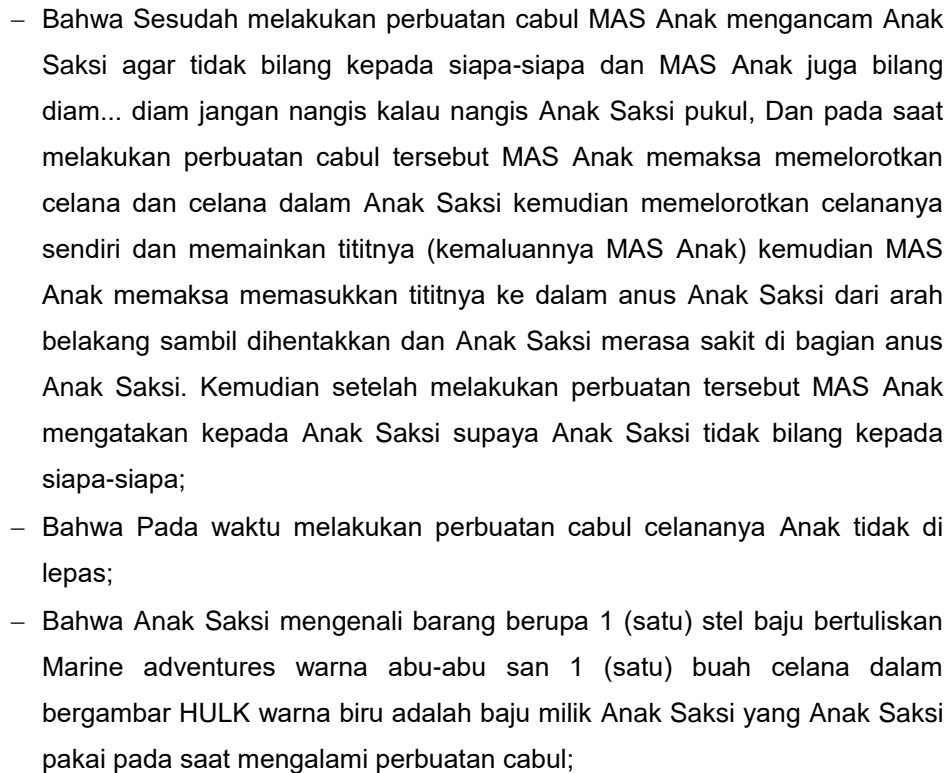 – Bahwa Sesudah melakukan perbuatan cabul MAS Anak mengancam Anak
Saksi agar tidak bilang kepada siapa-siapa dan MAS Anak juga bilang
diam... diam jangan nangis kalau nangis Anak Saksi pukul, Dan pada saat
melakukan perbuatan cabul tersebut MAS Anak memaksa memelorotkan
celana dan celana dalam Anak Saksi kemudian memelorotkan celananya
sendiri dan memainkan tititnya (kemaluannya MAS Anak) kemudian MAS
Anak memaksa memasukkan tititnya ke dalam anus Anak Saksi dari arah
belakang sambil dihentakkan dan Anak Saksi merasa sakit di bagian anus
Anak Saksi. Kemudian setelah melakukan perbuatan tersebut MAS Anak
mengatakan kepada Anak Saksi supaya Anak Saksi tidak bilang kepada
siapa-siapa;
– Bahwa Pada waktu melakukan perbuatan cabul celananya Anak tidak di
lepas;
– Bahwa Anak Saksi mengenali barang berupa 1 (satu) stel baju bertuliskan
Marine adventures warna abu-abu san 1 (satu) buah celana dalam
bergambar HULK warna biru adalah baju milik Anak Saksi yang Anak Saksi
pakai pada saat mengalami perbuatan cabul;